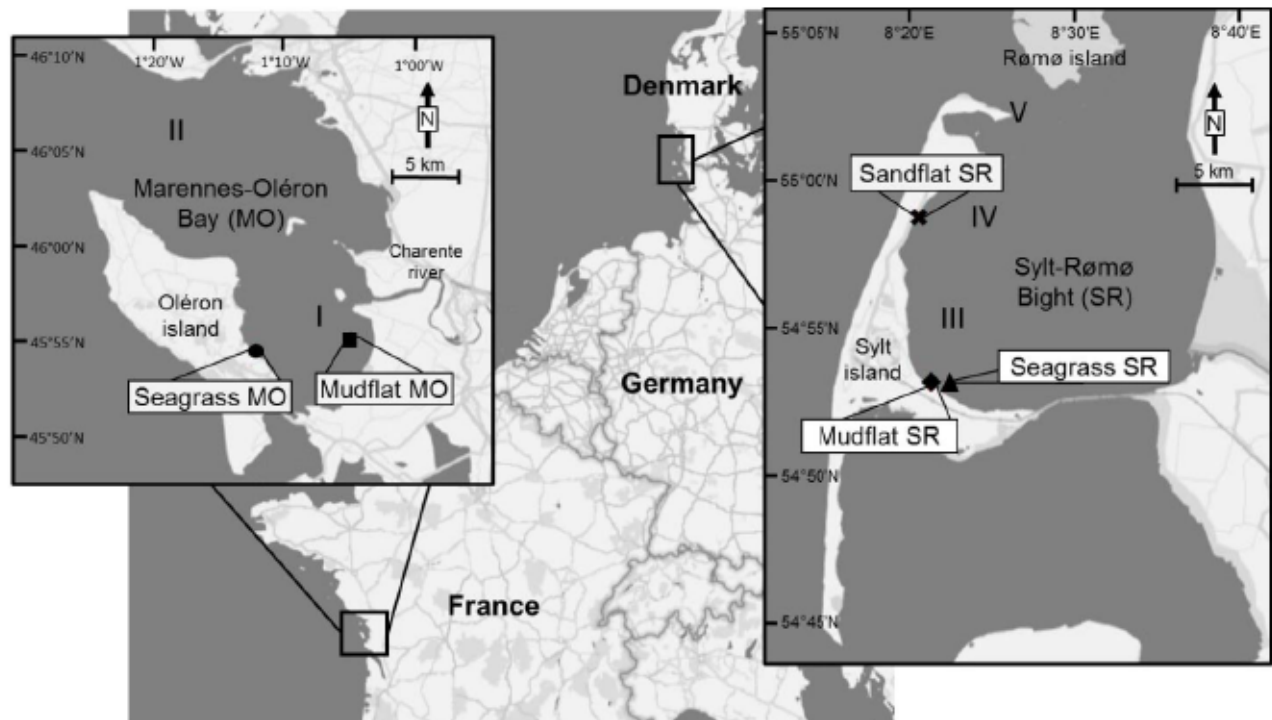 1°20'W
1°10'W
1°00'W
46°10'N
46°05'N
46°00'N
45°55'N
45°50'N
N
5 km
II
Marennes-Oléron
Bay (MO)
Charente
river
Oléron
island
I
Seagrass MO
Mudflat MO
Denmark
Germany
France
8°20'E
8°30'E
8°40'E
55°05'N
55°00'N
54°55'N
54°50'N
54°45'N
Rømø island
N
5 km
V
Sandflat SR
IV
Sylt-Rømø
Bight (SR)
III
Sylt
island
Seagrass SR
Mudflat SR